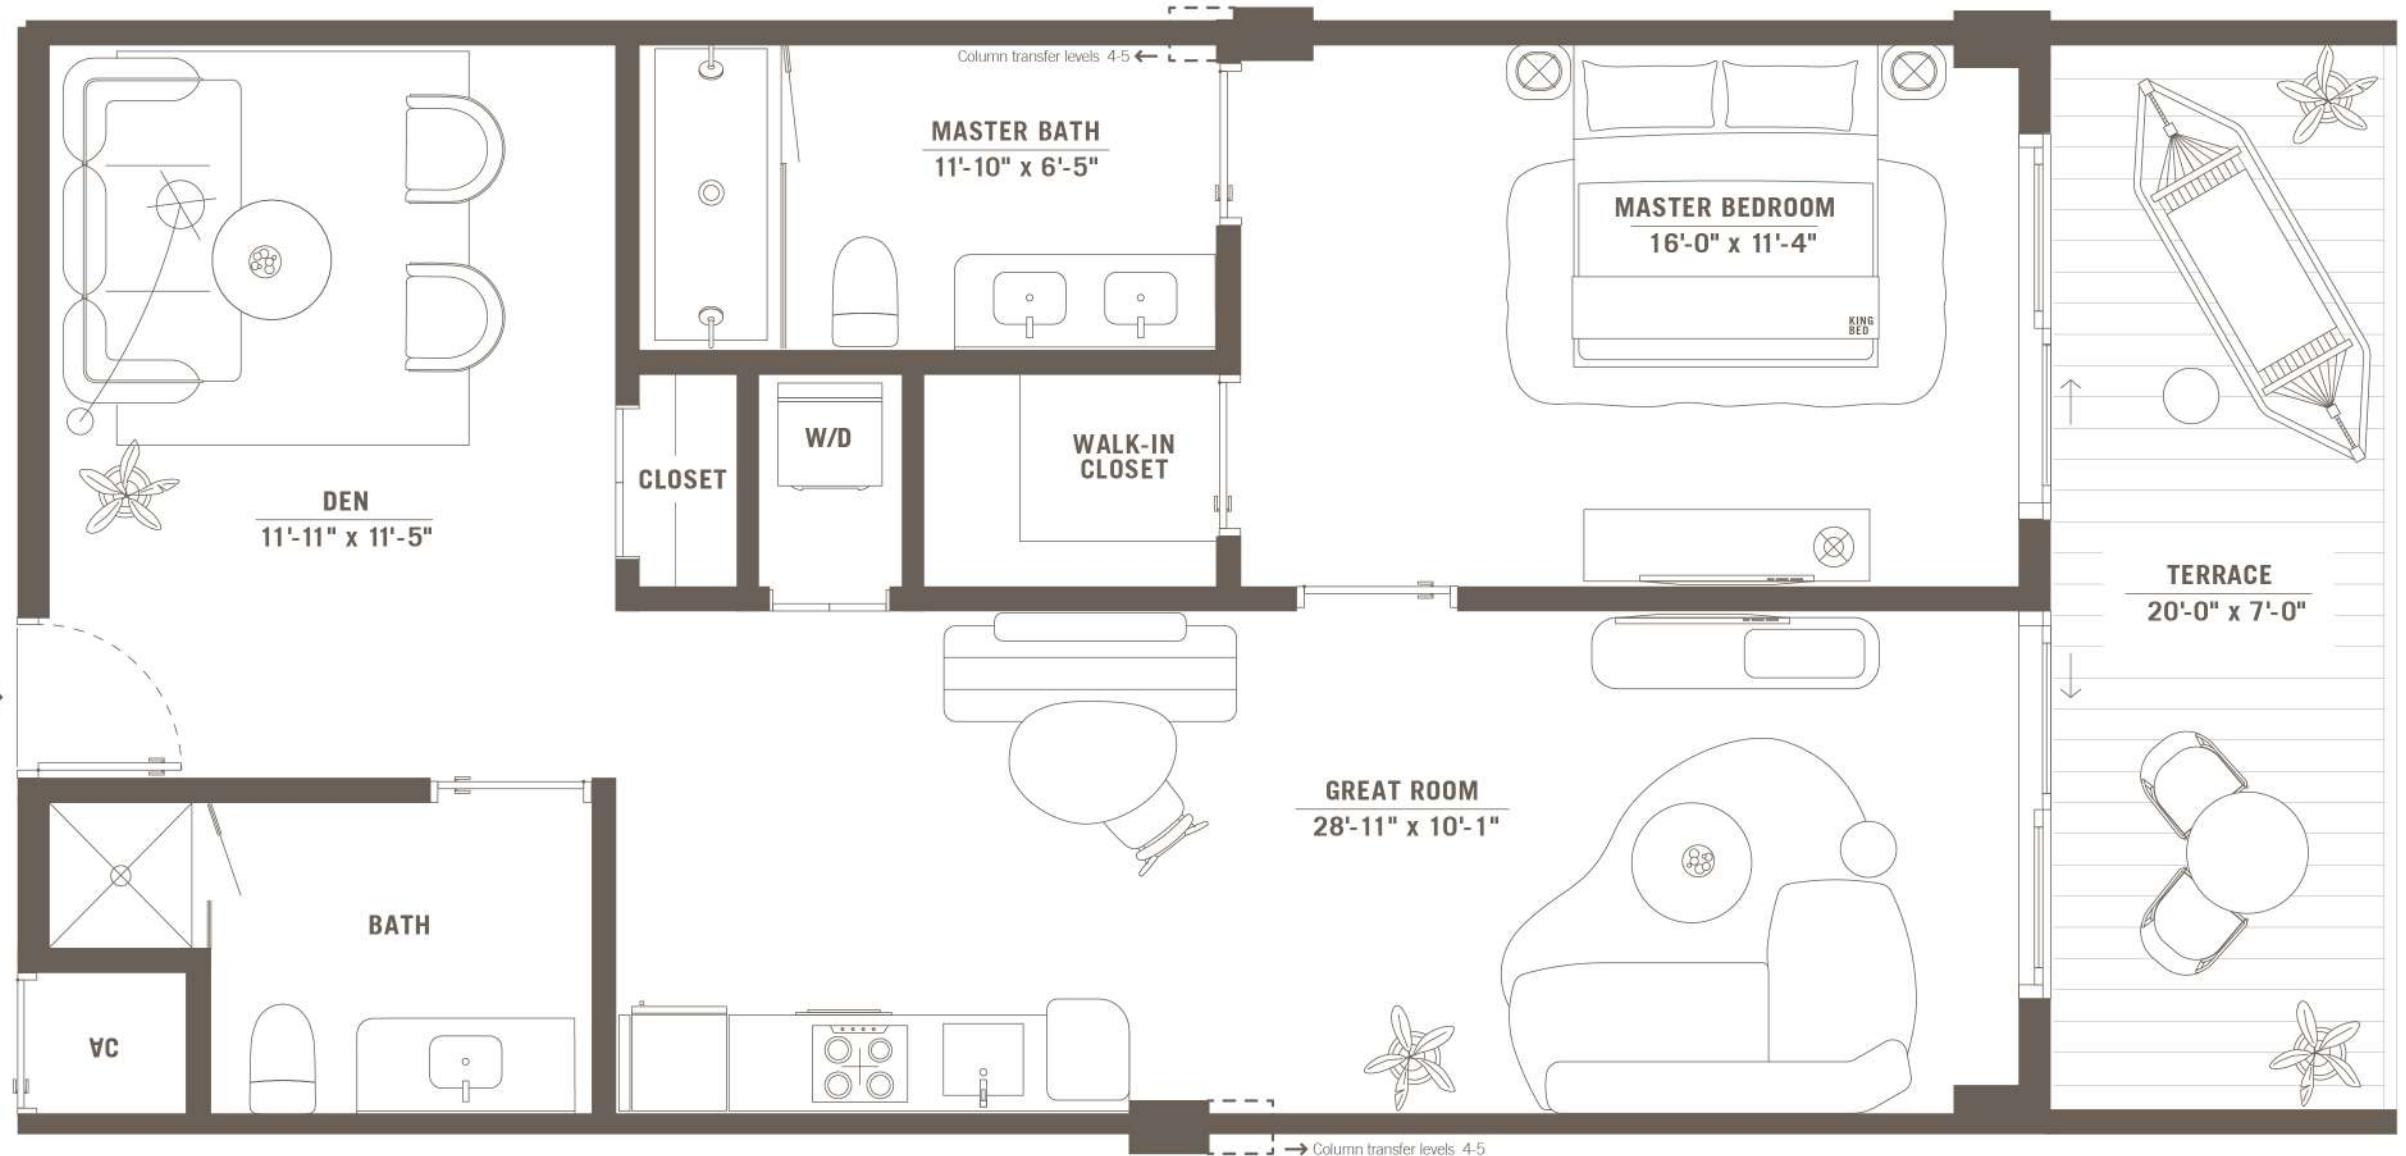 Column transfer levels 4-5
MASTER BATH
11'-10" x 6'-5"
MASTER BEDROOM
16'-0" x 11'-4"
KING
BED
W/D
CLOSET
WALK-IN
CLOSET
DEN
11'-11" x 11'-5"
TERRACE
20'-0" x 7'-0"
GREAT ROOM
28'-11" x 10'-1"
BATH
AC
Column transfer levels 4-5